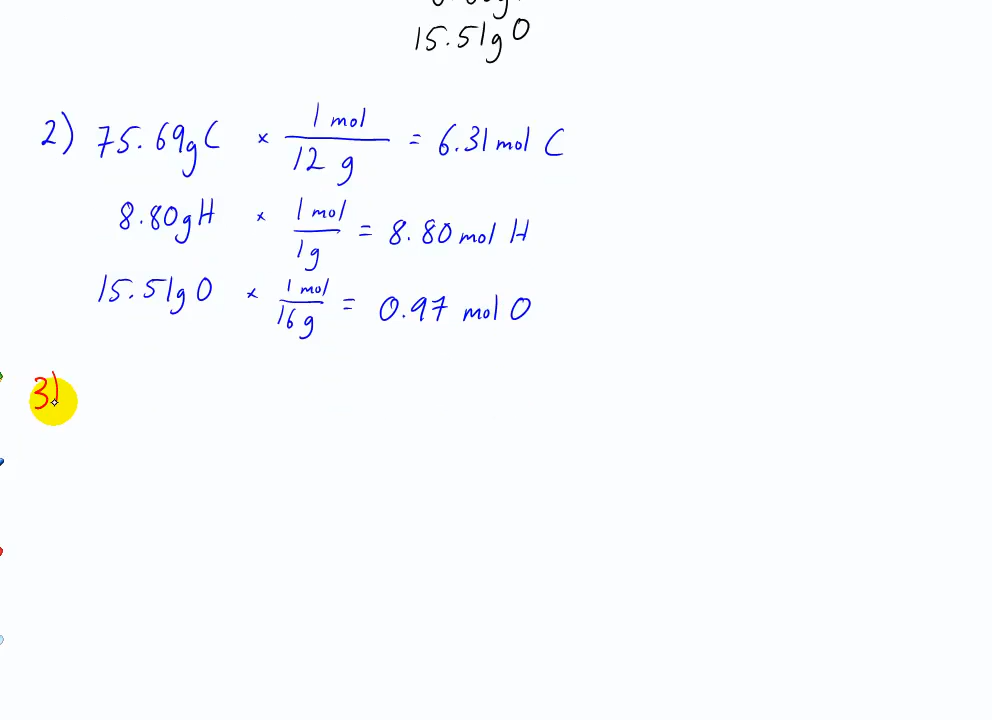 15.51g O
2) 75.69g C × 1 mol / 12 g = 6.31 mol C
8.80g H × 1 mol / 1g = 8.80 mol H
15.51g O × 1 mol / 16 g = 0.97 mol O
3)